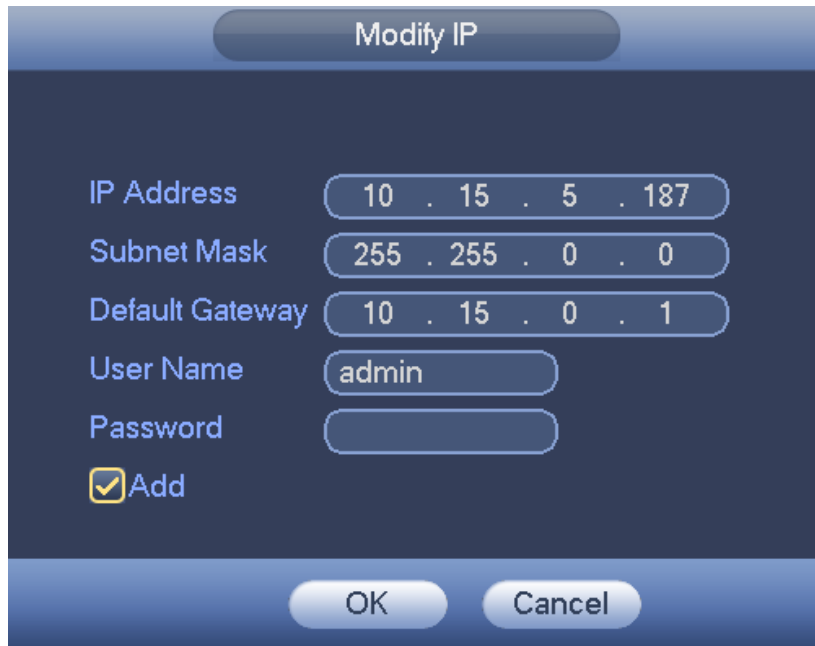 Modify IP
IP Address 10 . 15 . 5 . 187
Subnet Mask 255 . 255 . 0 . 0
Default Gateway 10 . 15 . 0 . 1
User Name admin
Password
Add
OK Cancel